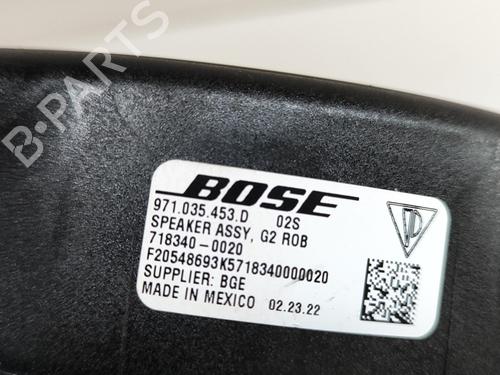 B-PARTS
BOSE
971.035.453.D 02S
SPEAKER ASSY, G2 ROB
718340-0020
F20548693K5718340000020
SUPPLIER: BGE
MADE IN MEXICO 02.23.22